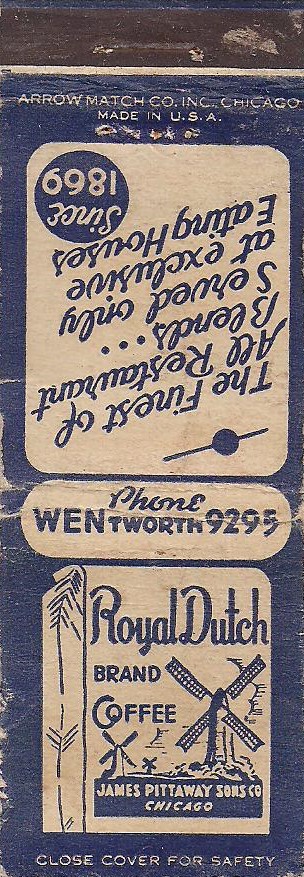 ARROW MATCH CO. INC. CHICAGO
MADE IN U.S.A.
The Finest of
All Restaurant
Blends...
Served only
at exclusive
Eating Houses
Since
1869
Phone
WENTWORTH 9295
Royal Dutch
BRAND
COFFEE
JAMES PITTAWAY SONS CO
CHICAGO
CLOSE COVER FOR SAFETY